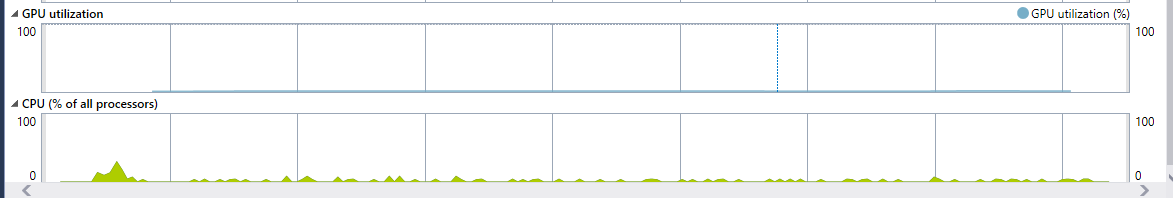 GPU utilization
GPU utilization (%)
100
100
CPU (% of all processors)
100
100
0
0